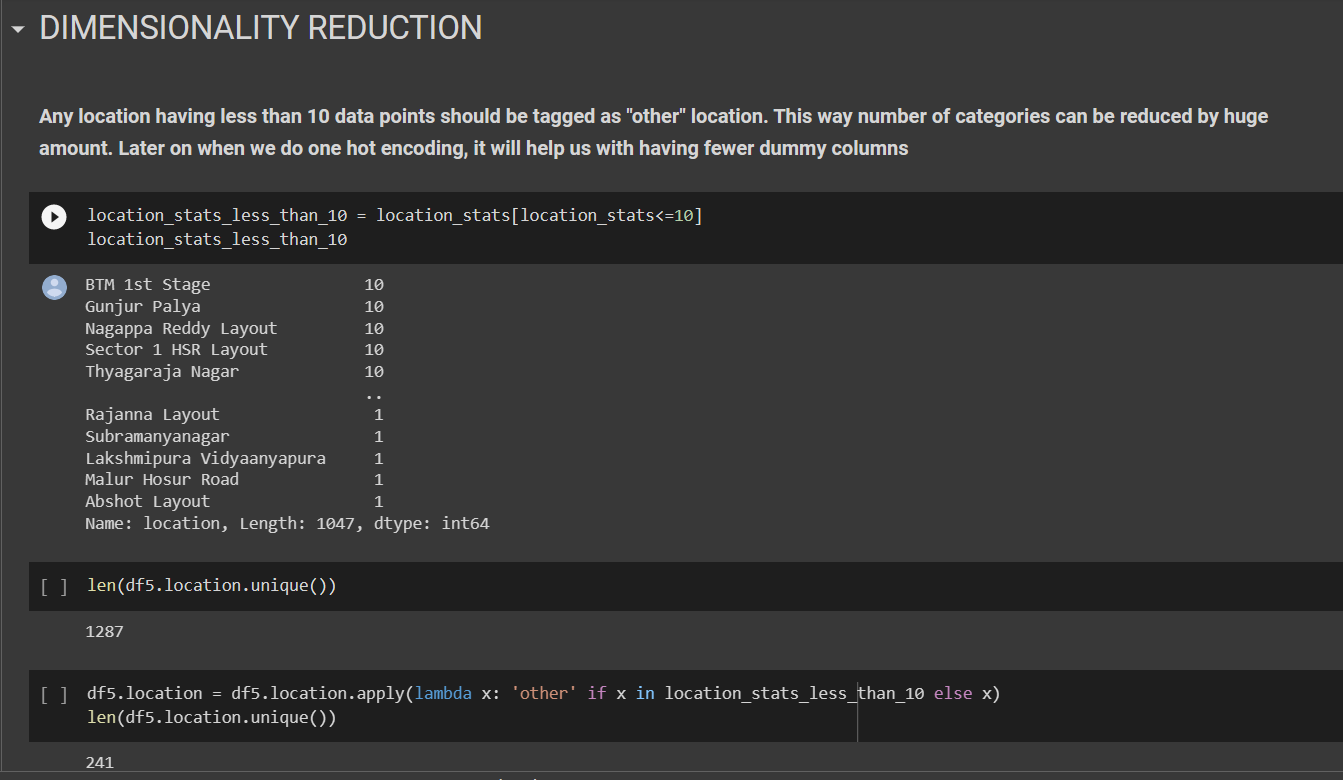 DIMENSIONALITY REDUCTION
Any location having less than 10 data points should be tagged as "other" location. This way number of categories can be reduced by huge
amount. Later on when we do one hot encoding, it will help us with having fewer dummy columns
location_stats_less_than_10 = location_stats[location_stats<=10]
location_stats_less_than_10
BTM 1st Stage 10
Gunjur Palya 10
Nagappa Reddy Layout 10
Sector 1 HSR Layout 10
Thyagaraja Nagar 10
..
Rajanna Layout 1
Subramanyanagar 1
Lakshmipura Vidyaanyapura 1
Malur Hosur Road 1
Abshot Layout 1
Name: location, Length: 1047, dtype: int64
[ ] len(df5.location.unique())
1287
[ ] df5.location = df5.location.apply(lambda x: 'other' if x in location_stats_less_than_10 else x)
len(df5.location.unique())
241